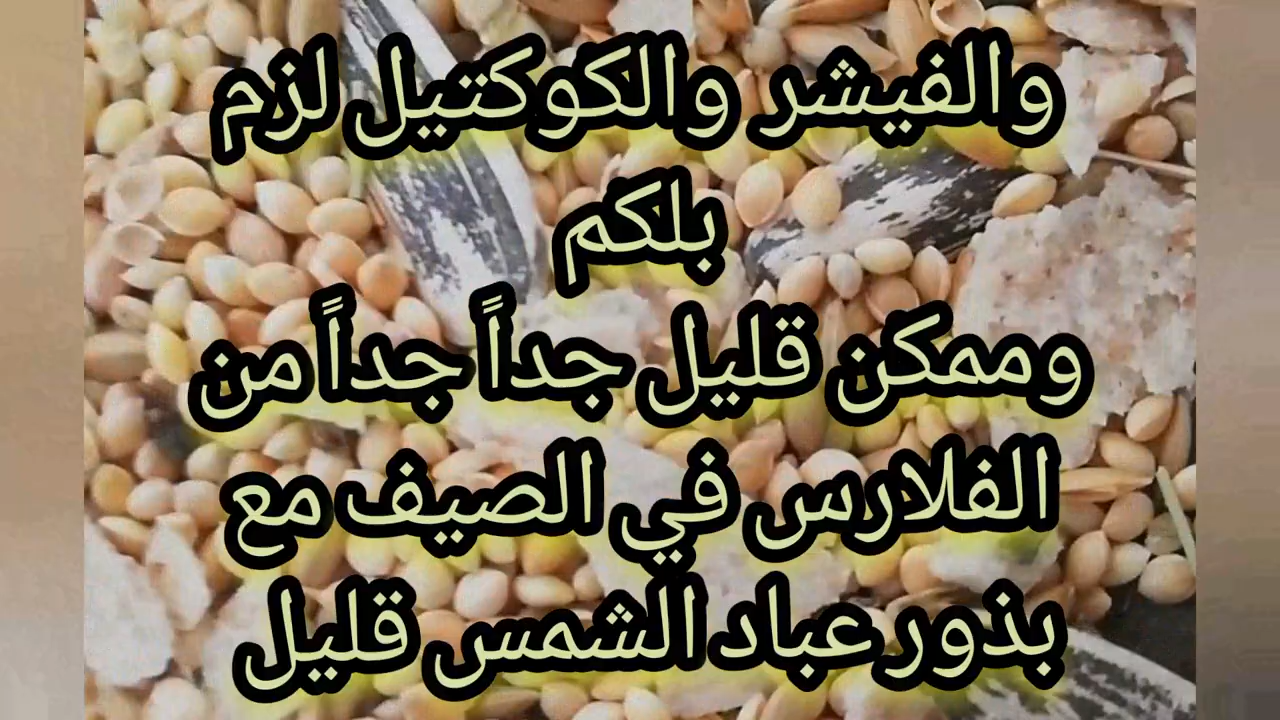 والفيشر والكوكتيل لزم
بلكم
وممكن قليل جداً جداً من
الفلارس في الصيف مع
بذور عباد الشمس قليل